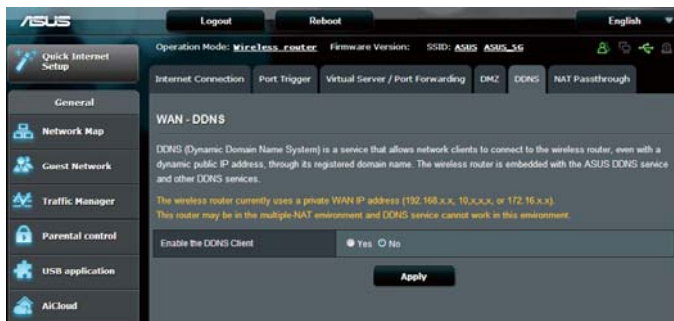 ASUS
Logout
Reboot
English
Quick Internet Setup
Operation Mode: Wireless router Firmware Version: SSID: ASUS ASUS_5G
Internet Connection
Port Trigger
Virtual Server / Port Forwarding
DMZ
DDNS
NAT Passthrough
General
Network Map
Guest Network
Traffic Manager
Parental control
USB application
AiCloud
WAN - DDNS
DDNS (Dynamic Domain Name System) is a service that allows network clients to connect to the wireless router, even with a
dynamic public IP address, through its registered domain name. The wireless router is embedded with the ASUS DDNS service
and other DDNS services.
The wireless router currently uses a private WAN IP address (192.168.x.x, 10,x,x,x, or 172.16.x.x).
This router may be in the multiple-NAT environment and DDNS service cannot work in this environment.
Enable the DDNS Client
Yes No
Apply